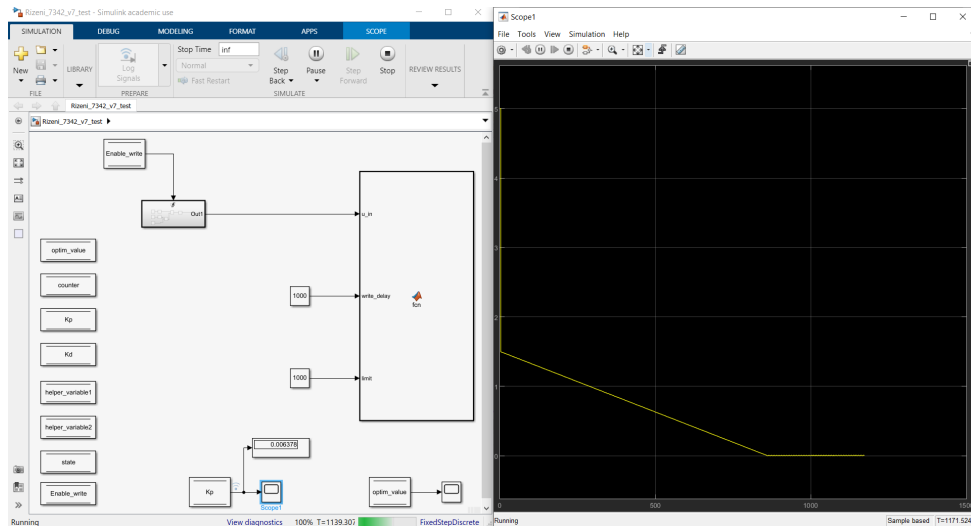 Rizeni_7342_v7_test - Simulink academic use
SIMULATION DEBUG MODELING FORMAT APPS SCOPE
New
FILE
LIBRARY
Log Signals
PREPARE
Stop Time inf
Normal
Fast Restart
Step Back
Pause
Step Forward
Stop
SIMULATE
REVIEW RESULTS
Rizeni_7342_v7_test
Rizeni_7342_v7_test
Enable_write
if
Out1
u_in
optim_value
counter
1000
write_delay
fcn
Kp
Kd
1000
limit
helper_variable1
helper_variable2
0.006378
state
Enable_write
Kp
Scope1
optim_value
Running
View diagnostics 100% T=1139.307
FixedStepDiscrete
Scope1
File Tools View Simulation Help
5
4
3
2
1
0
0 500 1000 1500
Running
Sample based T=1171.524